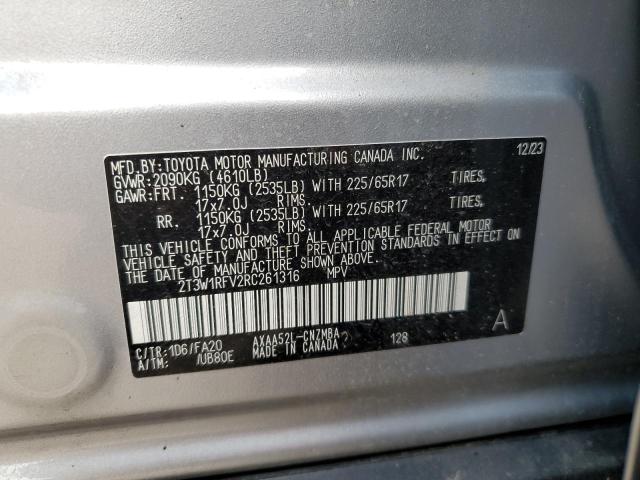 MFD.BY:TOYOTA MOTOR MANUFACTURING CANADA INC. 12/23
GVWR:2090KG (4610LB)
GAWR:FRT. 1150KG (2535LB) WITH 225/65R17 TIRES,
17x7.0J RIMS.
RR. 1150KG (2535LB) WITH 225/65R17 TIRES,
17x7.0J RIMS.
THIS VEHICLE CONFORMS TO ALL APPLICABLE FEDERAL MOTOR
VEHICLE SAFETY AND THEFT PREVENTION STANDARDS IN EFFECT ON
THE DATE OF MANUFACTURE SHOWN ABOVE.
2T3W1RFV2RC261316 MPV
C/TR:1D6/FA20 AXAA52L-CNZMBA 128 A
A/TM: /UB80E MADE IN CANADA